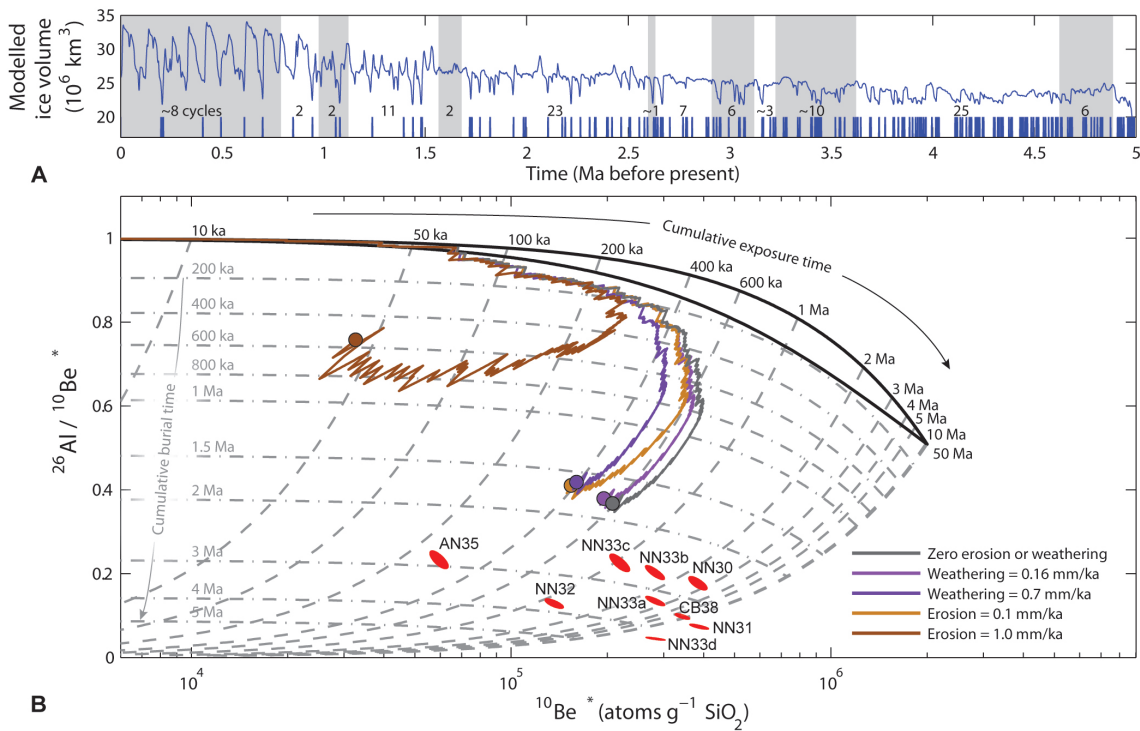 Modelled
ice volume
(10⁶ km³)
35
30
25
20
~8 cycles
2
2
11
2
23
~1
7
6
~3
~10
25
6
0
0.5
1
1.5
2
2.5
3
3.5
4
4.5
5
Time (Ma before present)
A
²⁶Al / ¹⁰Be *
1
0.8
0.6
0.4
0.2
0
10 ka
50 ka
100 ka
200 ka
400 ka
600 ka
1 Ma
2 Ma
3 Ma
4 Ma
5 Ma
10 Ma
50 Ma
Cumulative exposure time
200 ka
400 ka
600 ka
800 ka
1 Ma
1.5 Ma
2 Ma
3 Ma
4 Ma
5 Ma
Cumulative burial time
AN35
NN33c
NN33b
NN30
NN32
NN33a
CB38
NN31
NN33d
Zero erosion or weathering
Weathering = 0.16 mm/ka
Weathering = 0.7 mm/ka
Erosion = 0.1 mm/ka
Erosion = 1.0 mm/ka
10⁴
10⁵
10⁶
B
¹⁰Be * (atoms g⁻¹ SiO₂)